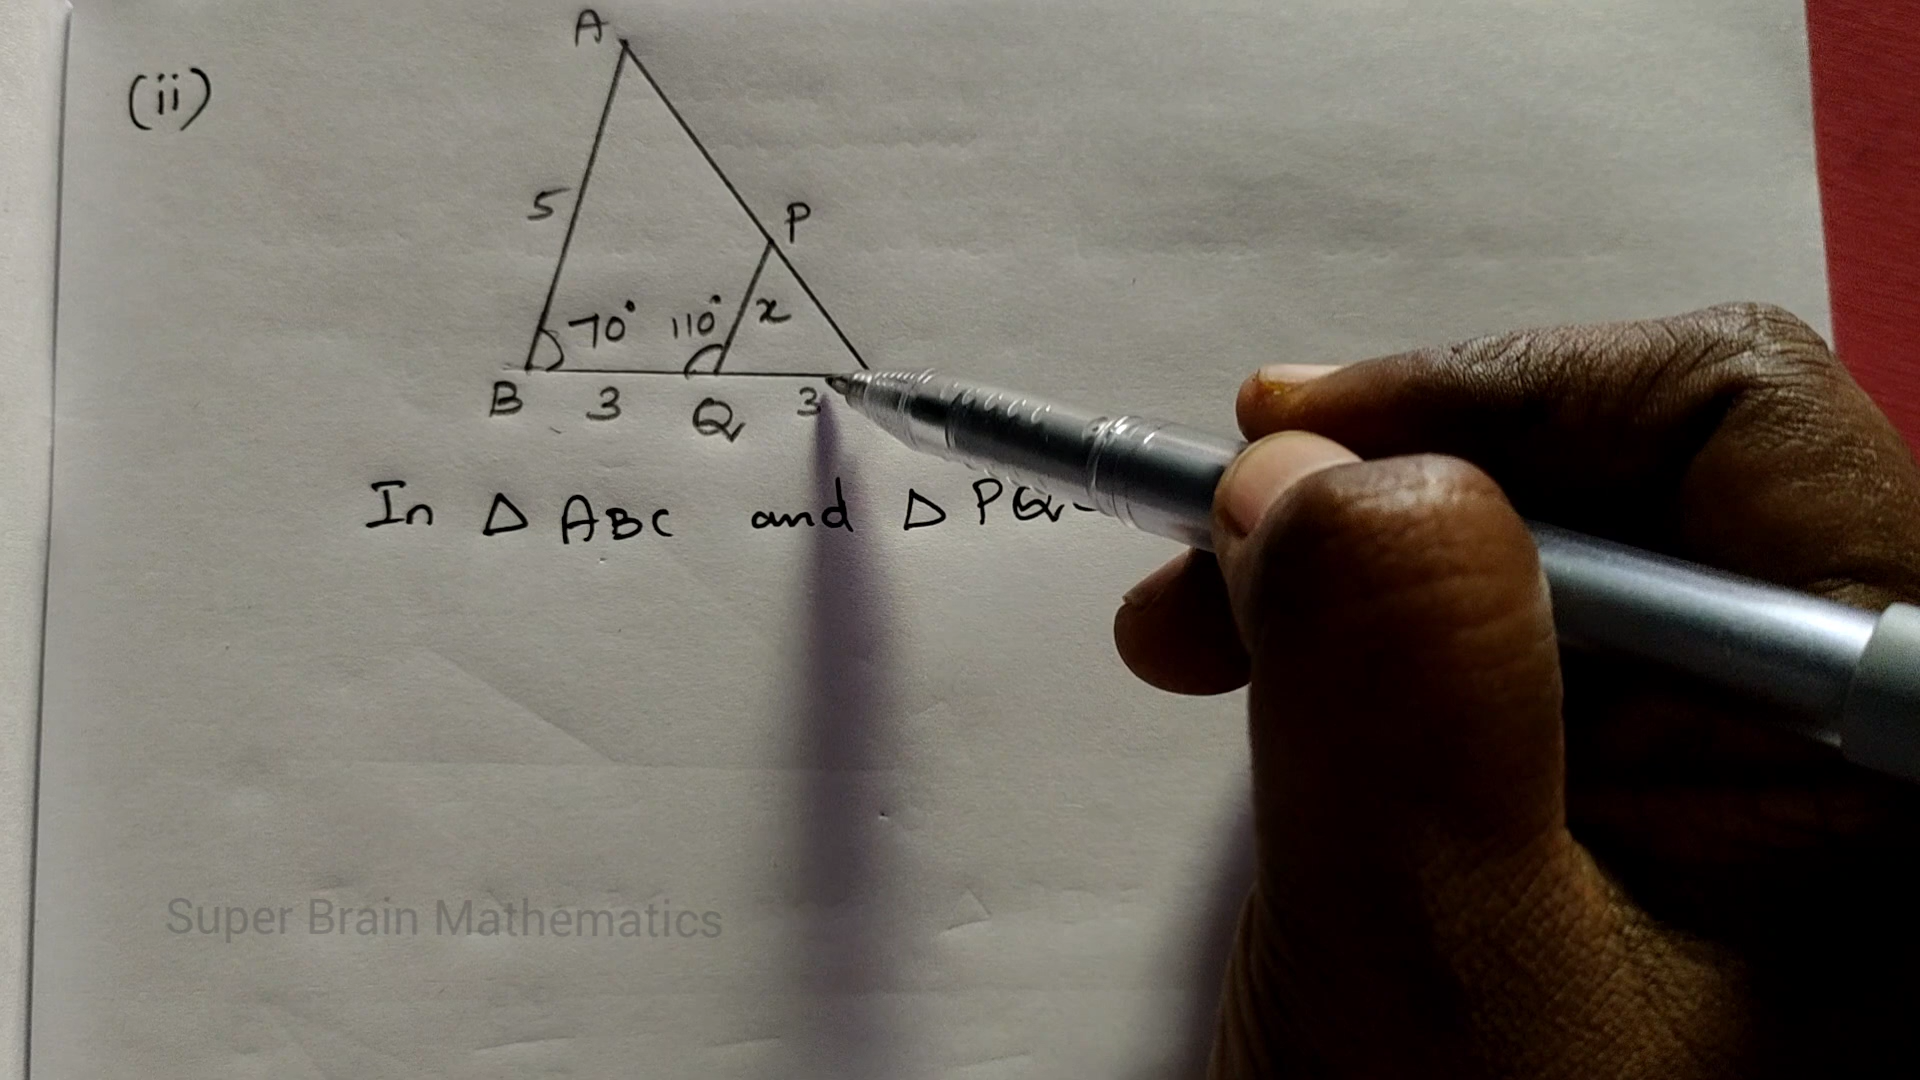 (ii)
A
5
P
70° 110° x
B 3 Q 3
In Δ ABC and Δ PQ
Super Brain Mathematics